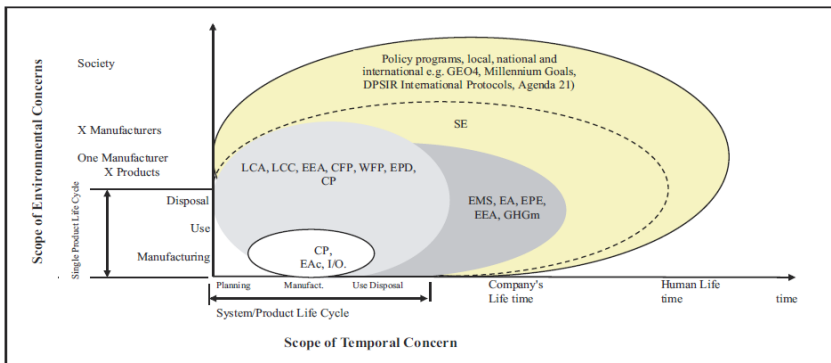 Scope of Environmental Concerns
Society
X Manufacturers
One Manufacturer
X Products
Single Product Life Cycle
Disposal
Use
Manufacturing
Policy programs, local, national and
international e.g. GEO4, Millennium Goals,
DPSIR International Protocols, Agenda 21)
SE
LCA, LCC, EEA, CFP, WFP, EPD,
CP
EMS, EA, EPE,
EEA, GHGm
CP,
EAc, I/O.
Planning Manufact. Use Disposal
Company's
Life time
Human Life
time
time
System/Product Life Cycle
Scope of Temporal Concern